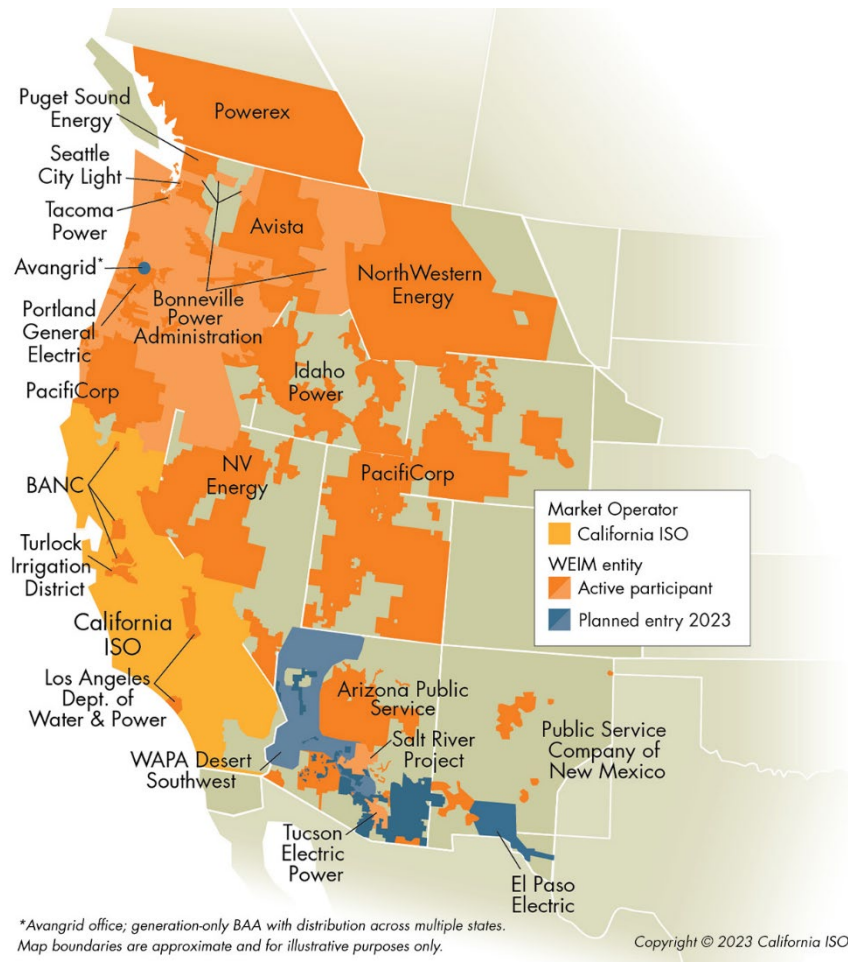 Powerex
Puget Sound
Energy
Seattle
City Light
Tacoma
Power
Avista
Avangrid*
NorthWestern
Energy
Bonneville
Power
Administration
Portland
General
Electric
Idaho
Power
PacifiCorp
NV
Energy
PacifiCorp
BANC
Turlock
Irrigation
District
California
ISO
Los Angeles
Dept. of
Water & Power
Market Operator
California ISO
WEIM entity
Active participant
Planned entry 2023
Arizona Public
Service
Salt River
Project
Public Service
Company of
New Mexico
WAPA Desert
Southwest
Tucson
Electric
Power
El Paso
Electric
*Avangrid office; generation-only BAA with distribution across multiple states.
Map boundaries are approximate and for illustrative purposes only.
Copyright © 2023 California ISO